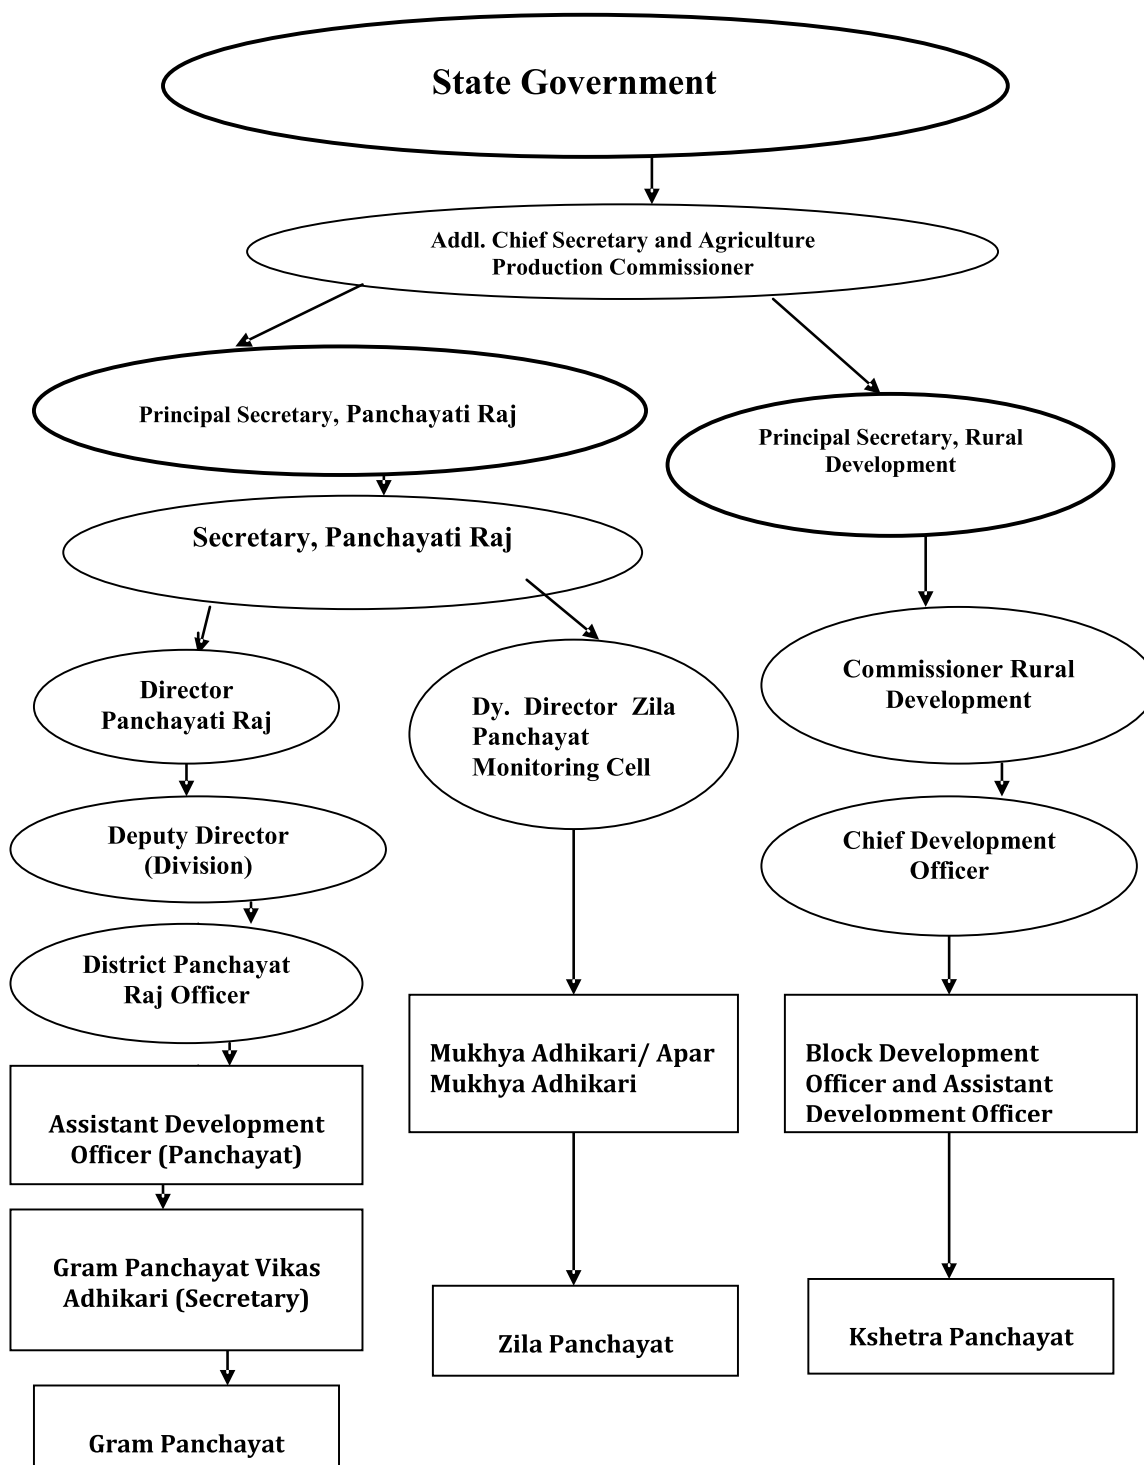 State Government
Addl. Chief Secretary and Agriculture
Production Commissioner
Principal Secretary, Panchayati Raj
Principal Secretary, Rural
Development
Secretary, Panchayati Raj
Director
Panchayati Raj
Dy. Director Zila
Panchayat
Monitoring Cell
Commissioner Rural
Development
Deputy Director
(Division)
Chief Development
Officer
District Panchayat
Raj Officer
Mukhya Adhikari/ Apar
Mukhya Adhikari
Block Development
Officer and Assistant
Development Officer
Assistant Development
Officer (Panchayat)
Gram Panchayat Vikas
Adhikari (Secretary)
Zila Panchayat
Kshetra Panchayat
Gram Panchayat